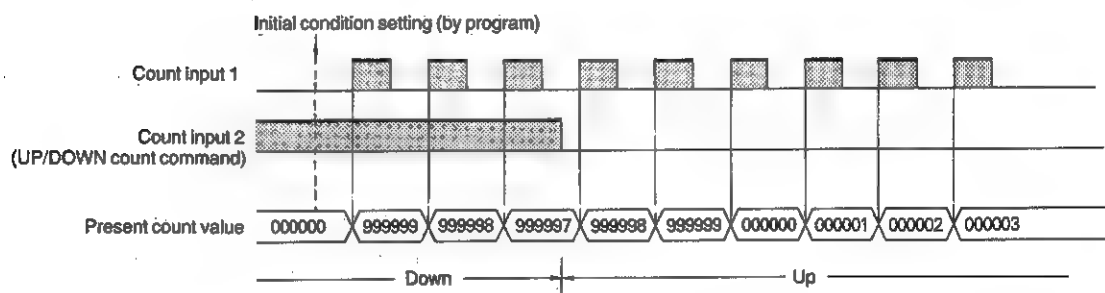 Initial condition setting (by program)
Count input 1
Count input 2
(UP/DOWN count command)
Present count value 000000 999999 999998 999997 999998 999999 000000 000001 000002 000003
Down Up